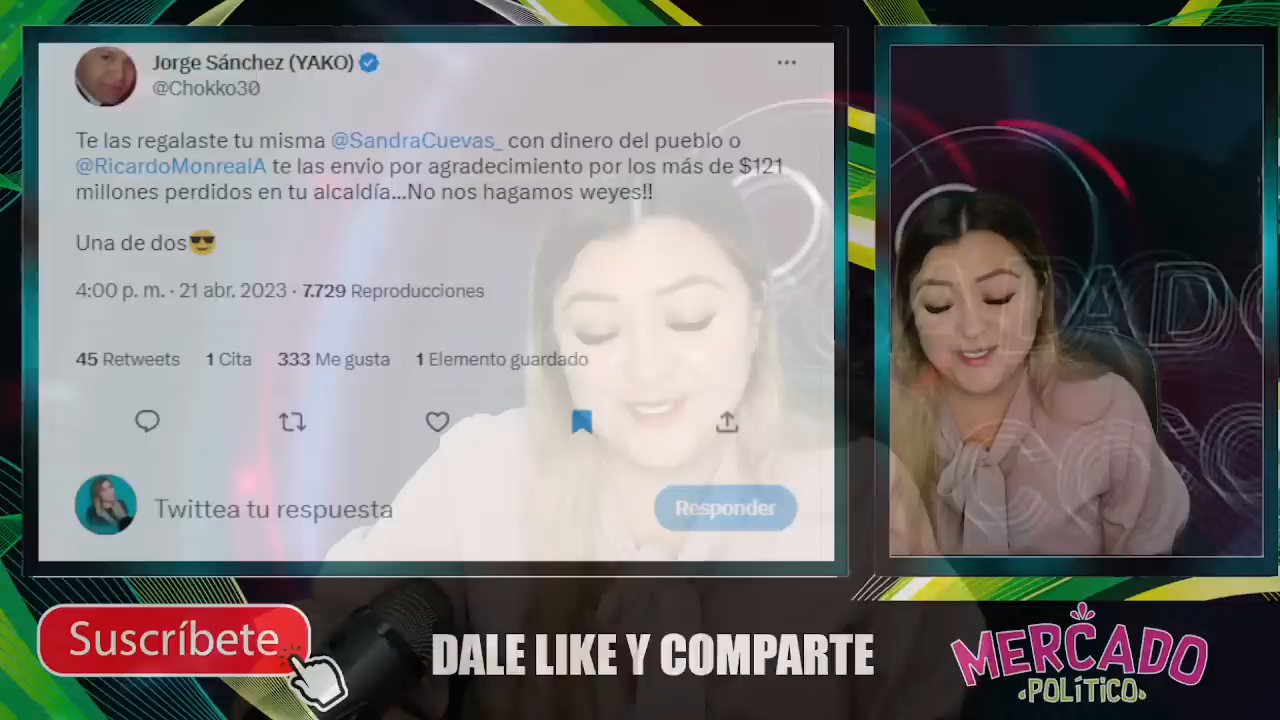 Jorge Sánchez (YAKO)
@Chokko30
Te las regalaste tu misma @SandraCuevas_ con dinero del pueblo o
@RicardoMonrealA te las envio por agradecimiento por los más de $121
millones perdidos en tu alcaldía...No nos hagamos weyes!!
Una de dos😎
4:00 p. m. · 21 abr. 2023 · 7.729 Reproducciones
45 Retweets 1 Cita 333 Me gusta 1 Elemento guardado
Twittea tu respuesta
Responder
Suscríbete
DALE LIKE Y COMPARTE
MERCADO
POLÍTICO